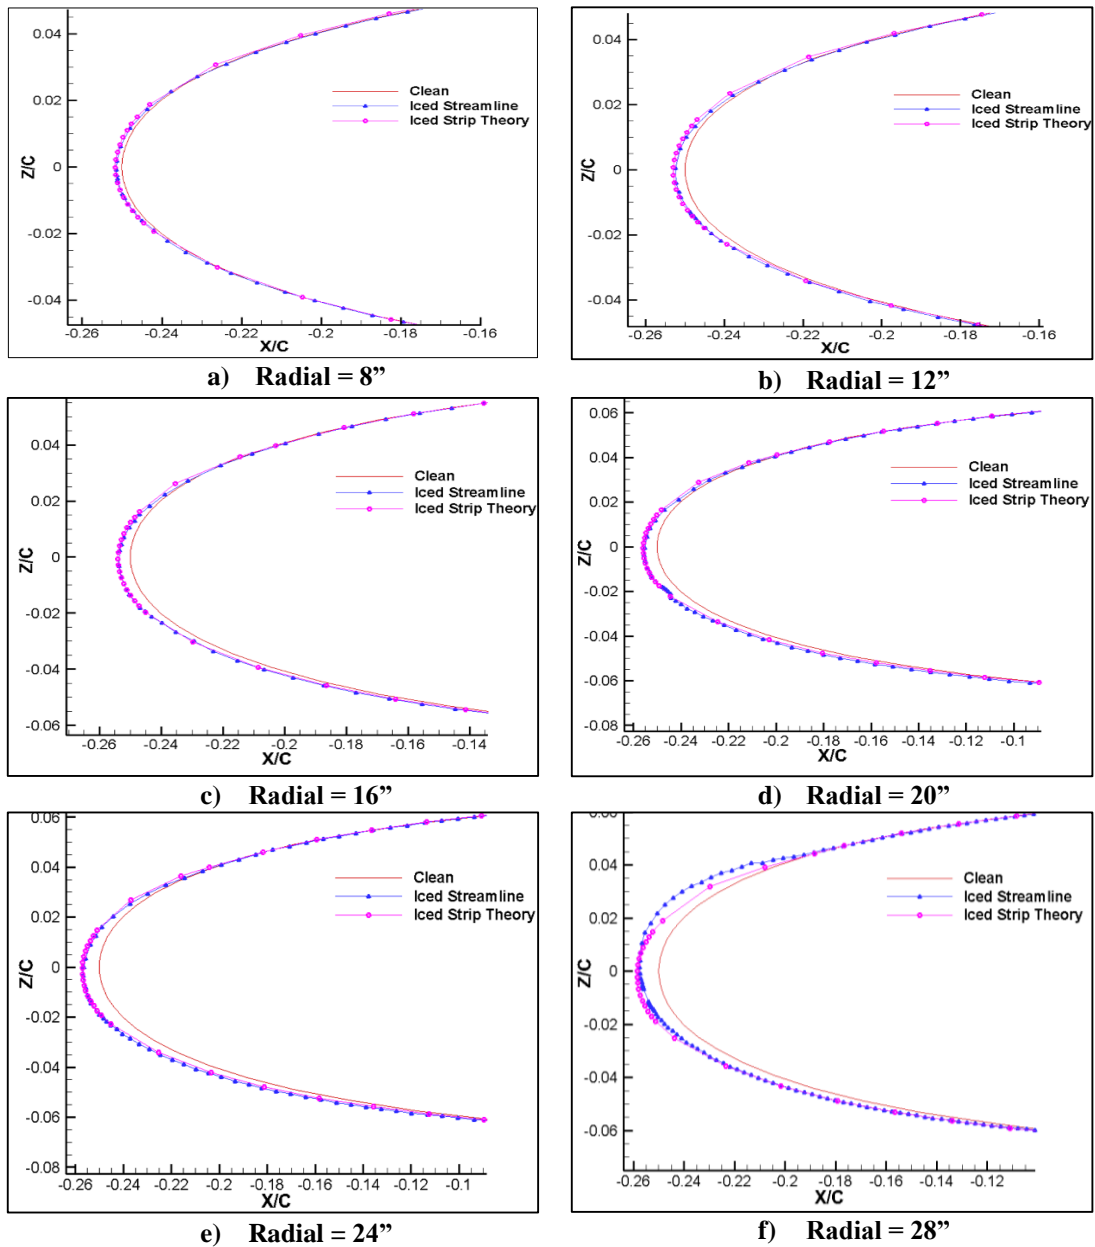 0.04
0.02
0
-0.02
-0.04
Z/C
Clean
Iced Streamline
Iced Strip Theory
-0.26 -0.24 -0.22 -0.2 -0.18 -0.16
X/C
a) Radial = 8”
0.04
0.02
0
-0.02
-0.04
Z/C
Clean
Iced Streamline
Iced Strip Theory
-0.26 -0.24 -0.22 -0.2 -0.18 -0.16
X/C
b) Radial = 12”
0.04
0.02
0
-0.02
-0.04
-0.06
Z/C
Clean
Iced Streamline
Iced Strip Theory
-0.26 -0.24 -0.22 -0.2 -0.18 -0.16 -0.14
X/C
c) Radial = 16”
0.06
0.04
0.02
0
-0.02
-0.04
-0.06
-0.08
Z/C
Clean
Iced Streamline
Iced Strip Theory
-0.26 -0.24 -0.22 -0.2 -0.18 -0.16 -0.14 -0.12 -0.1
X/C
d) Radial = 20”
0.06
0.04
0.02
0
-0.02
-0.04
-0.06
-0.08
Z/C
Clean
Iced Streamline
Iced Strip Theory
-0.26 -0.24 -0.22 -0.2 -0.18 -0.16 -0.14 -0.12 -0.1
X/C
e) Radial = 24”
0.04
0.02
0
-0.02
-0.04
-0.06
Z/C
Clean
Iced Streamline
Iced Strip Theory
-0.26 -0.24 -0.22 -0.2 -0.18 -0.16 -0.14 -0.12
X/C
f) Radial = 28”